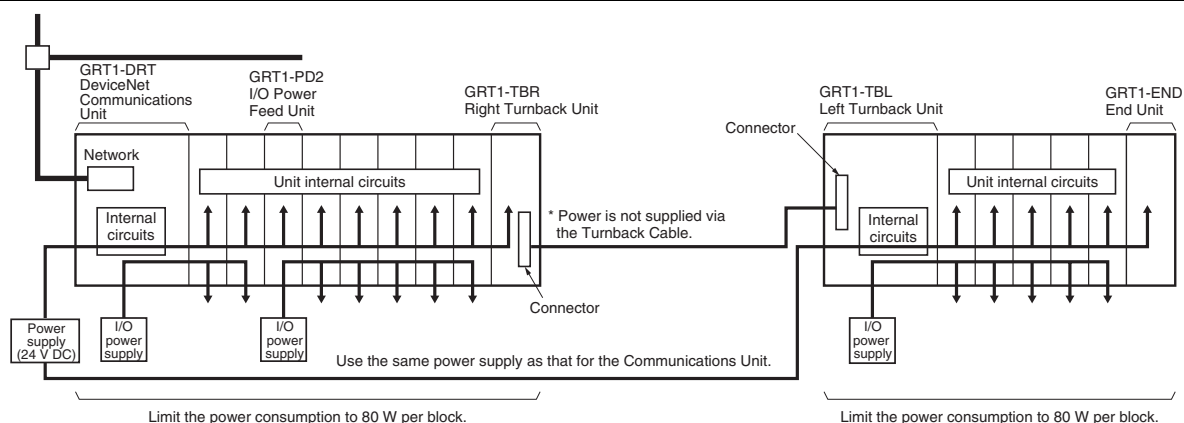 GRT1-DRT
DeviceNet
Communications
Unit
GRT1-PD2
I/O Power
Feed Unit
GRT1-TBR
Right Turnback Unit
GRT1-TBL
Left Turnback Unit
GRT1-END
End Unit
Connector
Network
Unit internal circuits
Unit internal circuits
Internal
circuits
* Power is not supplied via
the Turnback Cable.
Internal
circuits
Connector
Power
supply
(24 V DC)
I/O
power
supply
I/O
power
supply
Use the same power supply as that for the Communications Unit.
I/O
power
supply
Limit the power consumption to 80 W per block.
Limit the power consumption to 80 W per block.